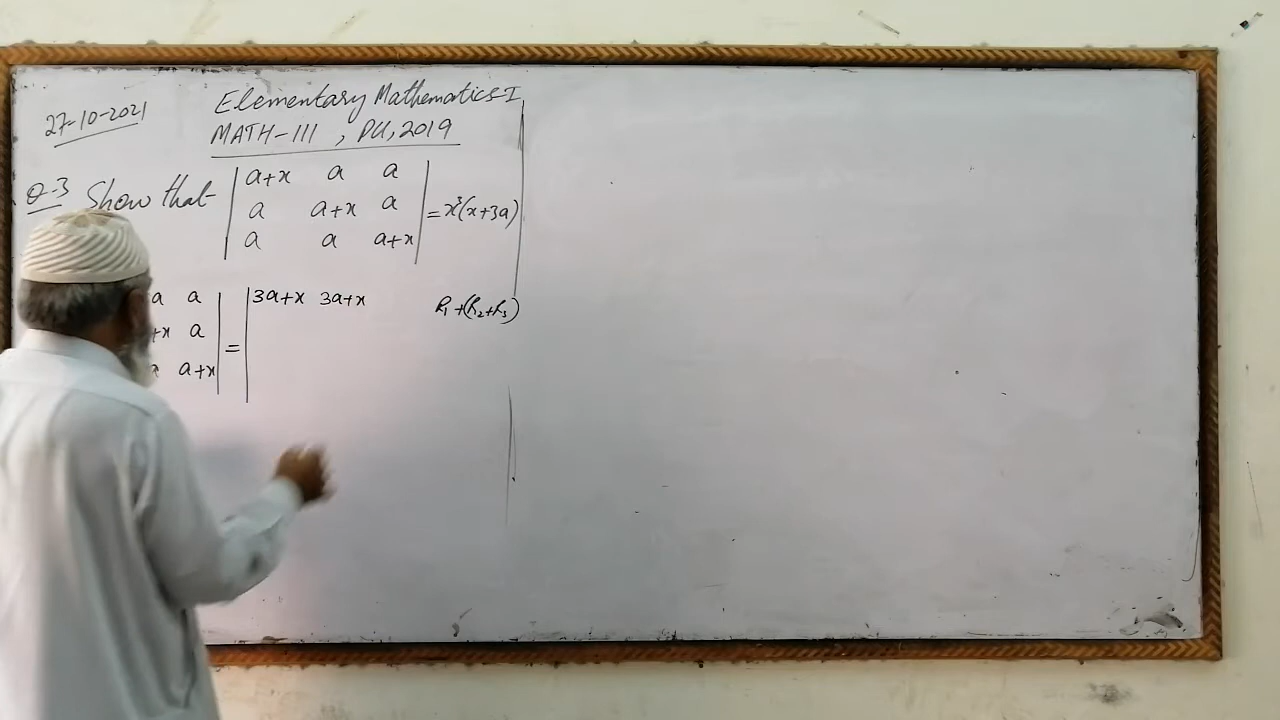 27-10-2021
Elementary Mathematics-I
MATH-111, PU, 2019
Q-3 Show that
a+x a a
a a+x a = x²(x+3a)
a a a+x
a a = 3a+x 3a+x R₁+(R₂+R₃)
+x a
a a+x